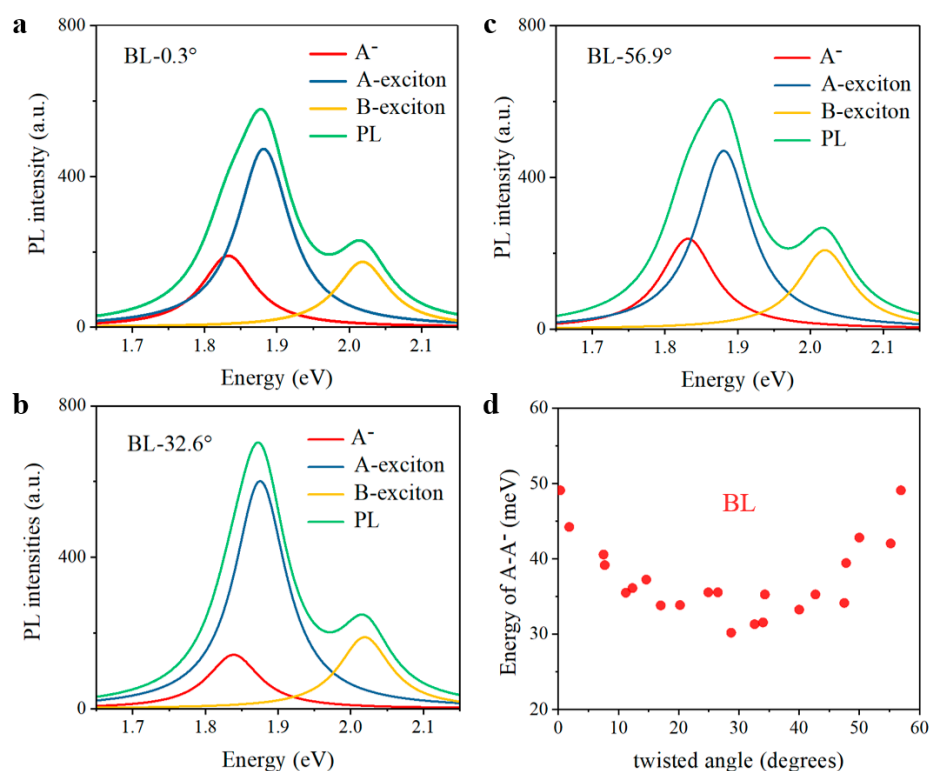 a
800
BL-0.3°
A⁻
A-exciton
B-exciton
PL
400
0
PL intensity (a.u.)
1.7 1.8 1.9 2.0 2.1
Energy (eV)
c
800
BL-56.9°
A⁻
A-exciton
B-exciton
PL
400
0
PL intensity (a.u.)
1.7 1.8 1.9 2.0 2.1
Energy (eV)
b
800
BL-32.6°
A⁻
A-exciton
B-exciton
PL
400
0
PL intensities (a.u.)
1.7 1.8 1.9 2.0 2.1
Energy (eV)
d
60
50
40
30
20
BL
Energy of A-A⁻ (meV)
0 10 20 30 40 50 60
twisted angle (degrees)